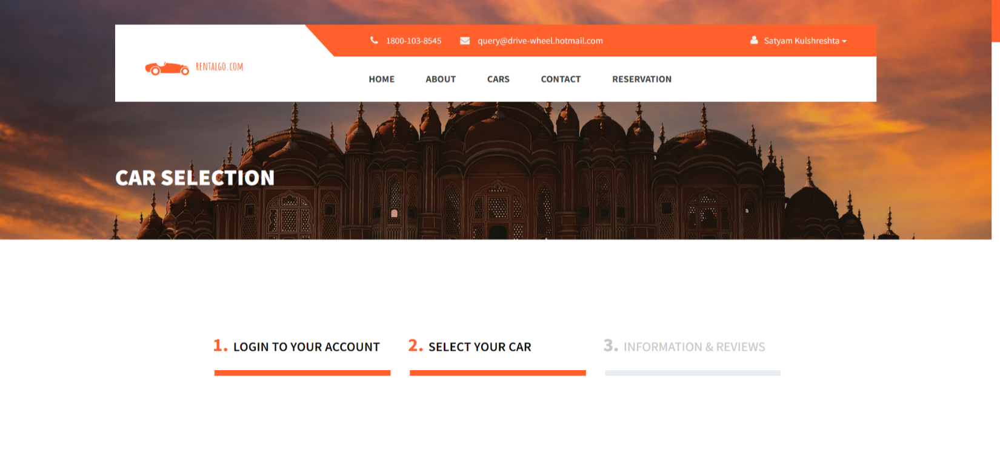 1800-103-8545 query@drive-wheel.hotmail.com Satyam Kulshreshta
RENTALGO.COM
HOME ABOUT CARS CONTACT RESERVATION
CAR SELECTION
1. LOGIN TO YOUR ACCOUNT 2. SELECT YOUR CAR 3. INFORMATION & REVIEWS